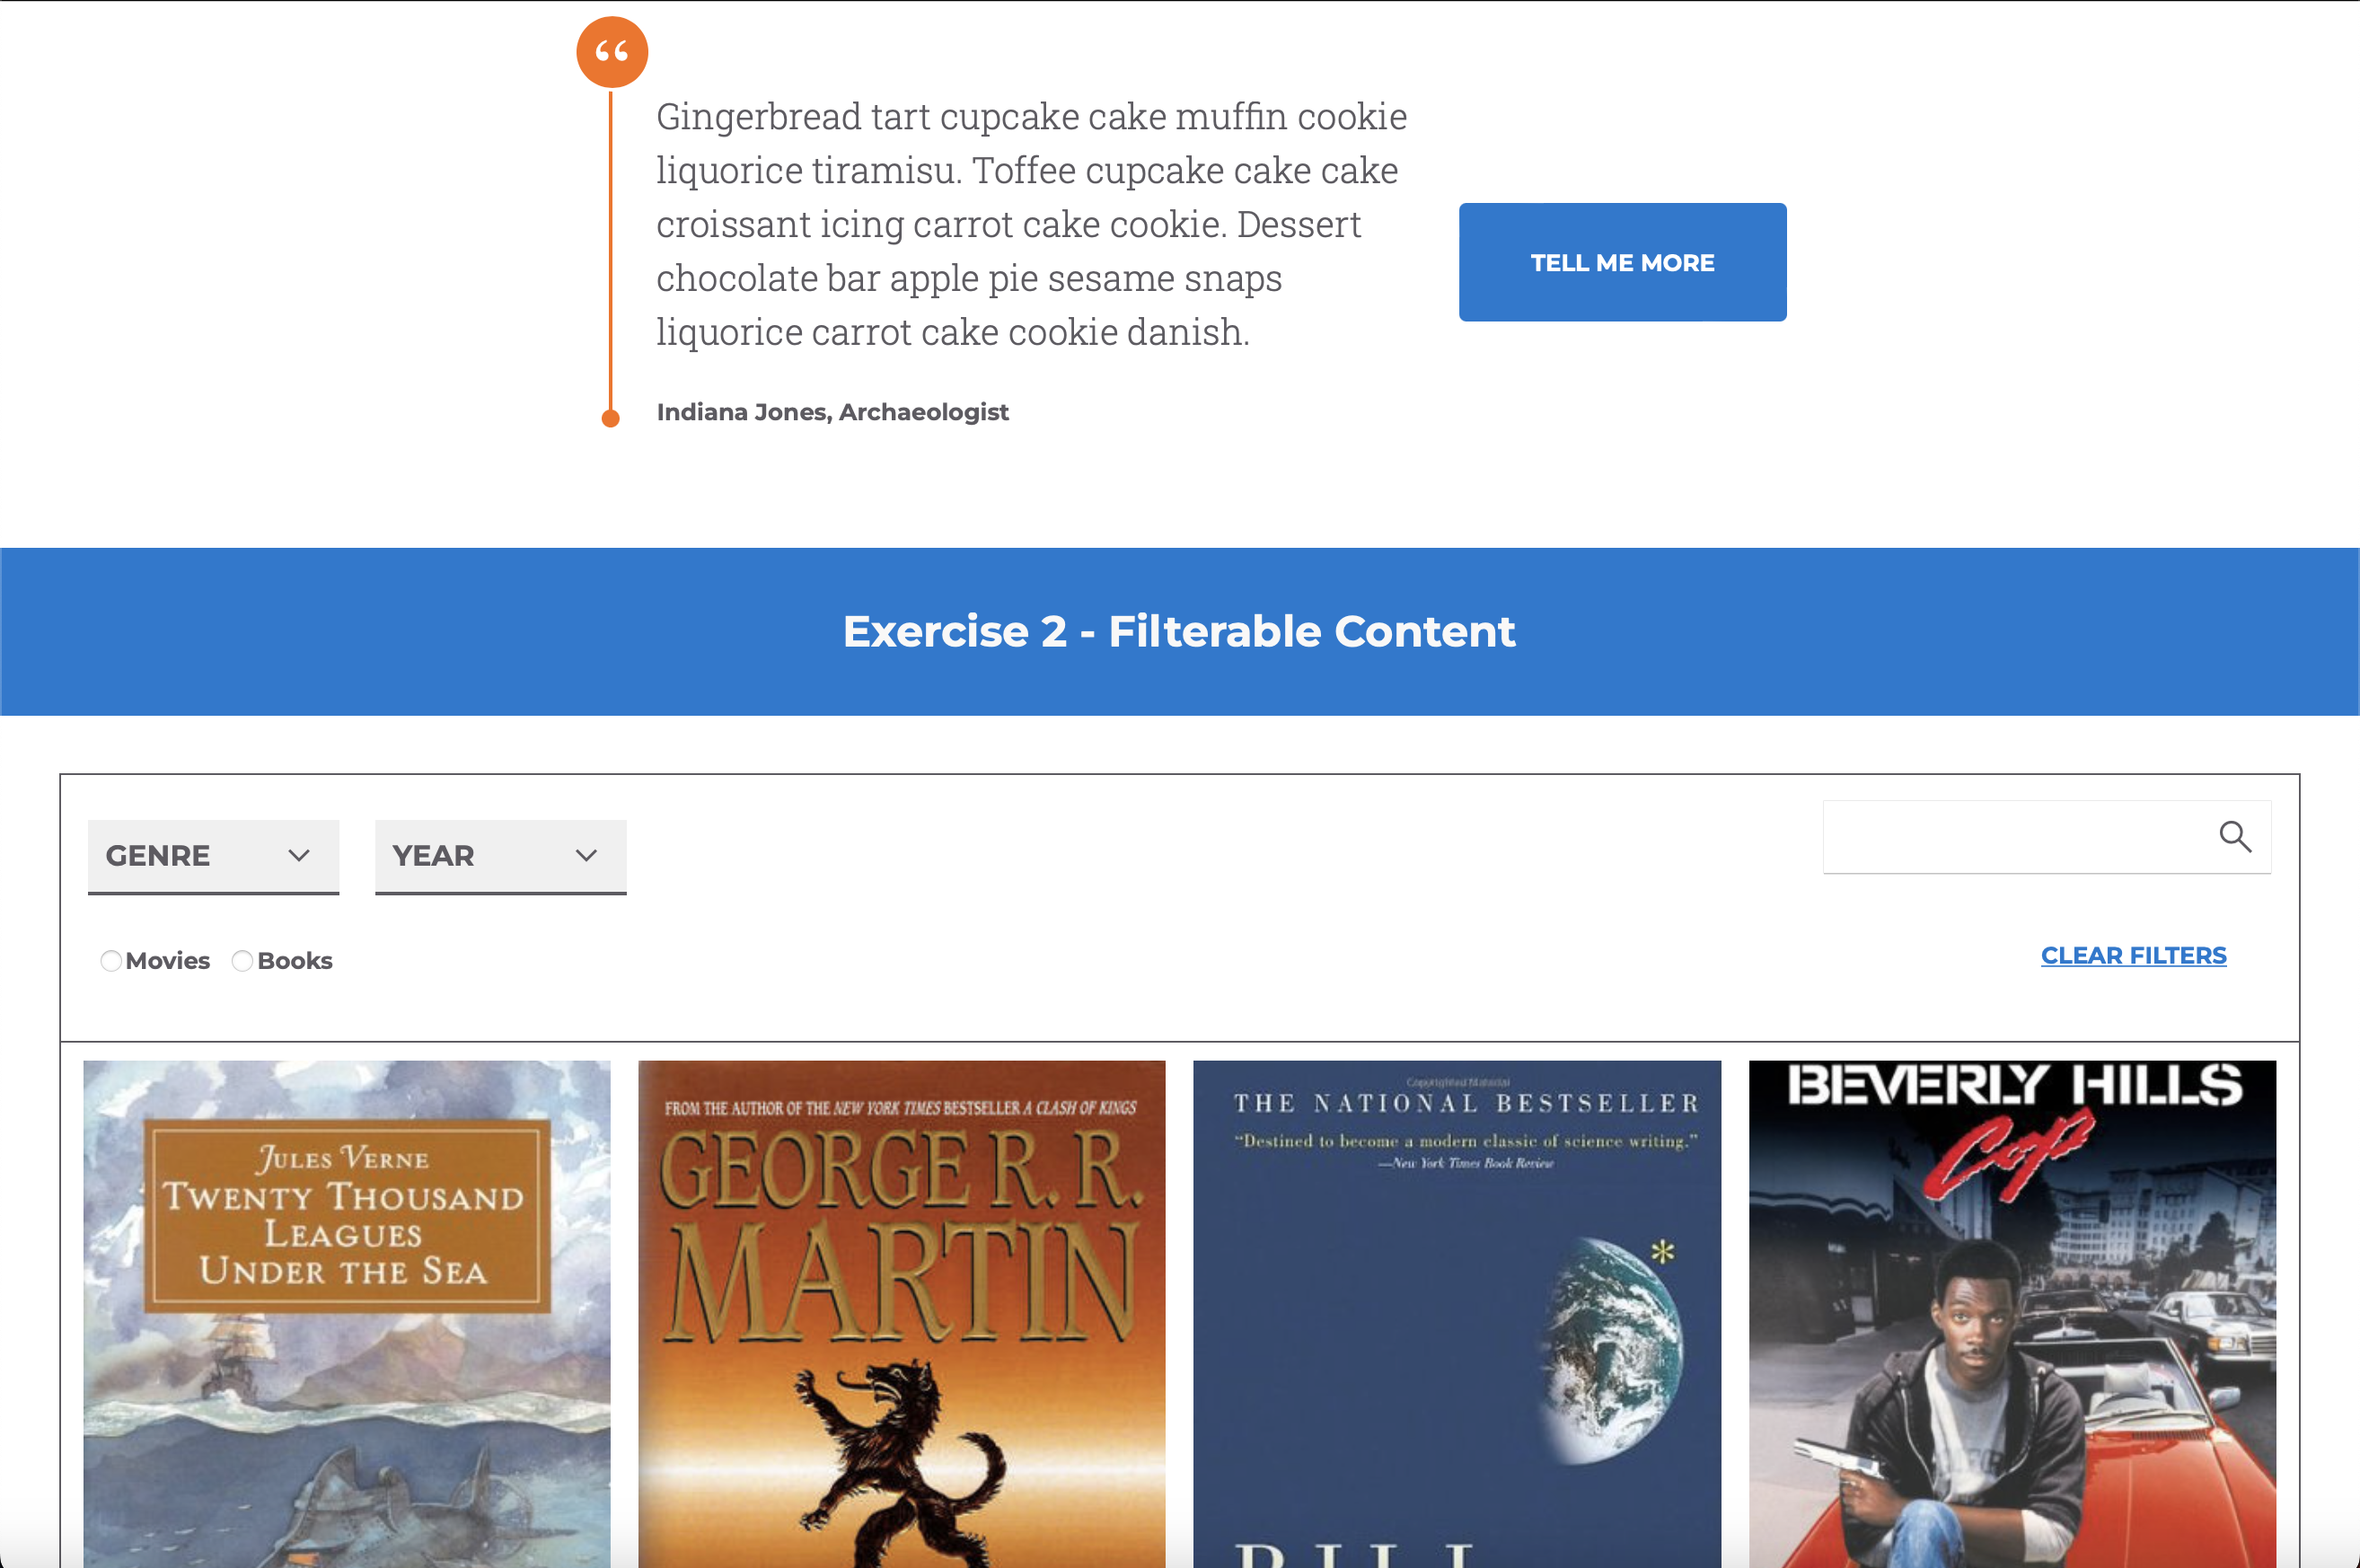 “
Gingerbread tart cupcake cake muffin cookie
liquorice tiramisu. Toffee cupcake cake cake
croissant icing carrot cake cookie. Dessert
chocolate bar apple pie sesame snaps
liquorice carrot cake cookie danish.
Indiana Jones, Archaeologist
TELL ME MORE
Exercise 2 - Filterable Content
GENRE
YEAR
Movies
Books
CLEAR FILTERS
JULES VERNE
TWENTY THOUSAND
LEAGUES
UNDER THE SEA
FROM THE AUTHOR OF THE NEW YORK TIMES BESTSELLER A CLASH OF KINGS
GEORGE R. R.
MARTIN
Copyrighted Material
THE NATIONAL BESTSELLER
“Destined to become a modern classic of science writing.”
—New York Times Book Review
*
BILL
BEVERLY HILLS
Cop